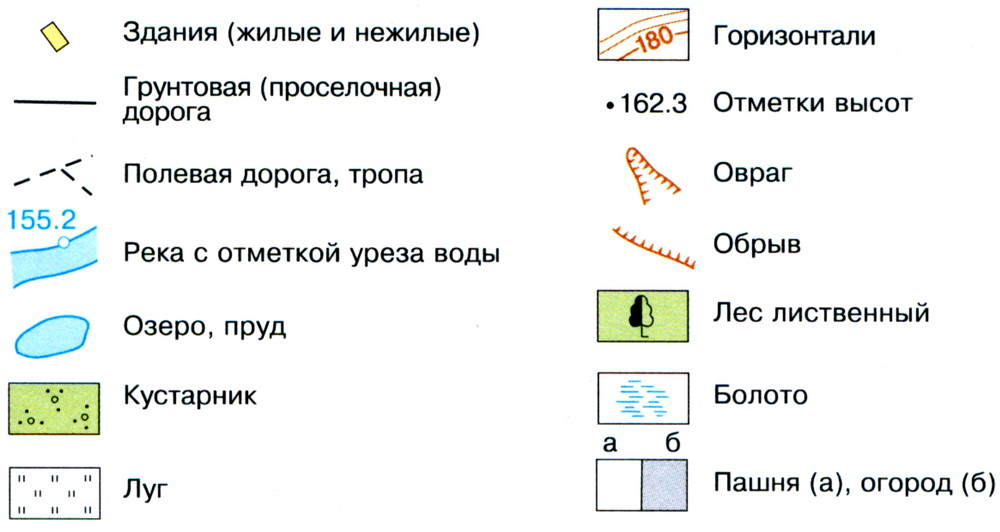 Здания (жилые и нежилые)
Грунтовая (проселочная)
дорога
Полевая дорога, тропа
155.2
Река с отметкой уреза воды
Озеро, пруд
Кустарник
Луг
180
Горизонтали
162.3
Отметки высот
Овраг
Обрыв
Лес лиственный
Болото
а б
Пашня (а), огород (б)